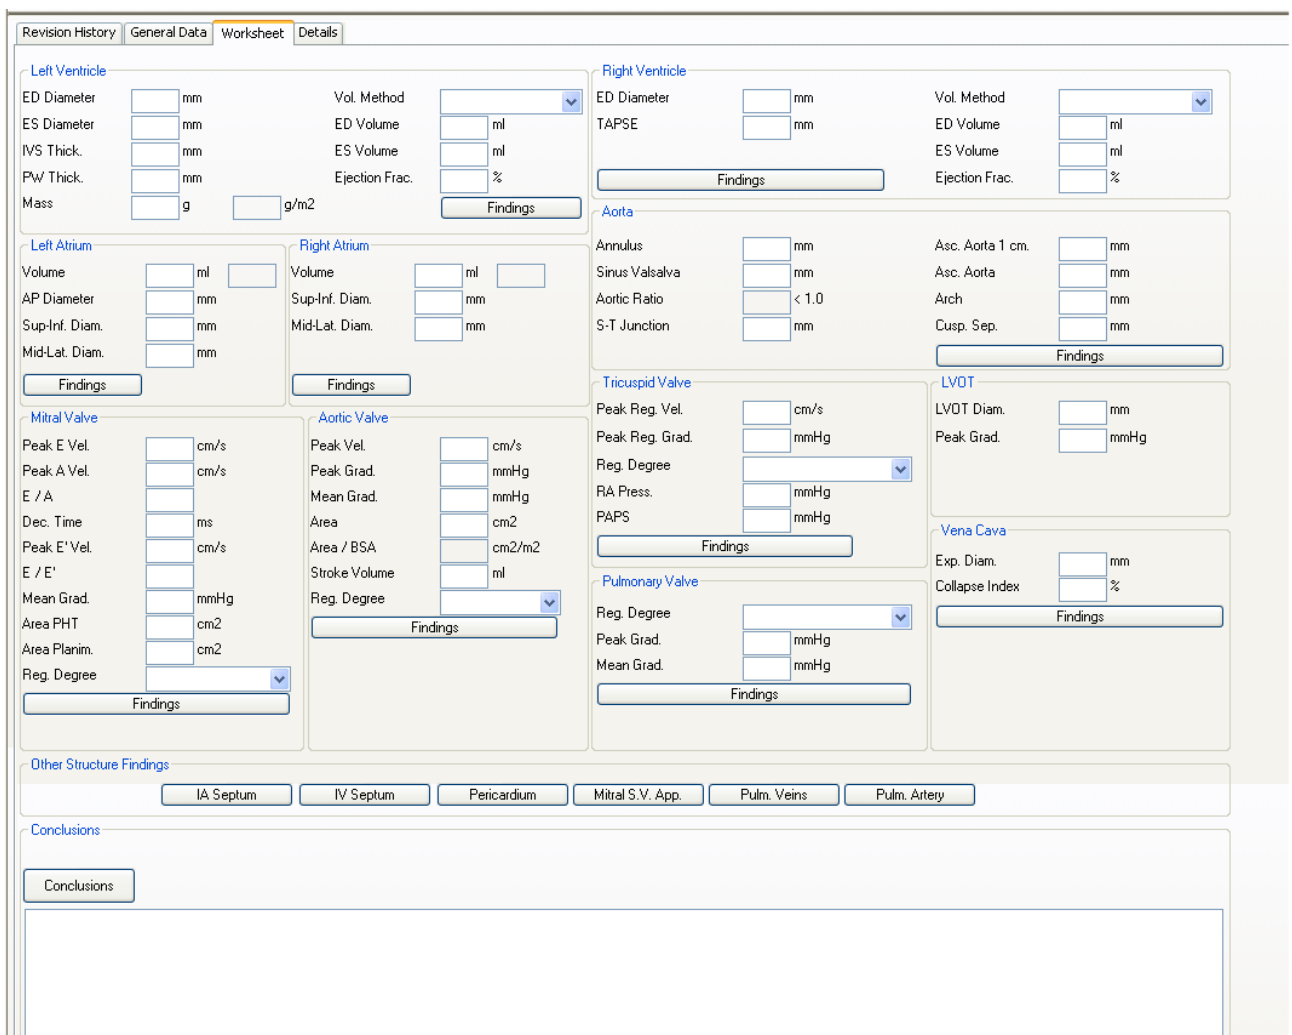 Revision History General Data Worksheet Details
Left Ventricle
ED Diameter mm Vol. Method
ES Diameter mm ED Volume ml
IVS Thick. mm ES Volume ml
PW Thick. mm Ejection Frac. %
Mass g g/m2 Findings
Right Ventricle
ED Diameter mm Vol. Method
TAPSE mm ED Volume ml
ES Volume ml
Findings Ejection Frac. %
Left Atrium
Volume ml
AP Diameter mm
Sup-Inf. Diam. mm
Mid-Lat. Diam. mm
Findings
Right Atrium
Volume ml
Sup-Inf. Diam. mm
Mid-Lat. Diam. mm
Findings
Aorta
Annulus mm Asc. Aorta 1 cm. mm
Sinus Valsalva mm Asc. Aorta mm
Aortic Ratio < 1.0 Arch mm
S-T Junction mm Cusp. Sep. mm
Findings
Mitral Valve
Peak E Vel. cm/s
Peak A Vel. cm/s
E / A
Dec. Time ms
Peak E' Vel. cm/s
E / E'
Mean Grad. mmHg
Area PHT cm2
Area Planim. cm2
Reg. Degree
Findings
Aortic Valve
Peak Vel. cm/s
Peak Grad. mmHg
Mean Grad. mmHg
Area cm2
Area / BSA cm2/m2
Stroke Volume ml
Reg. Degree
Findings
Tricuspid Valve
Peak Reg. Vel. cm/s
Peak Reg. Grad. mmHg
Reg. Degree
RA Press. mmHg
PAPS mmHg
Findings
LVOT
LVOT Diam. mm
Peak Grad. mmHg
Pulmonary Valve
Reg. Degree
Peak Grad. mmHg
Mean Grad. mmHg
Findings
Vena Cava
Exp. Diam. mm
Collapse Index %
Findings
Other Structure Findings
IA Septum IV Septum Pericardium Mitral S.V. App. Pulm. Veins Pulm. Artery
Conclusions
Conclusions